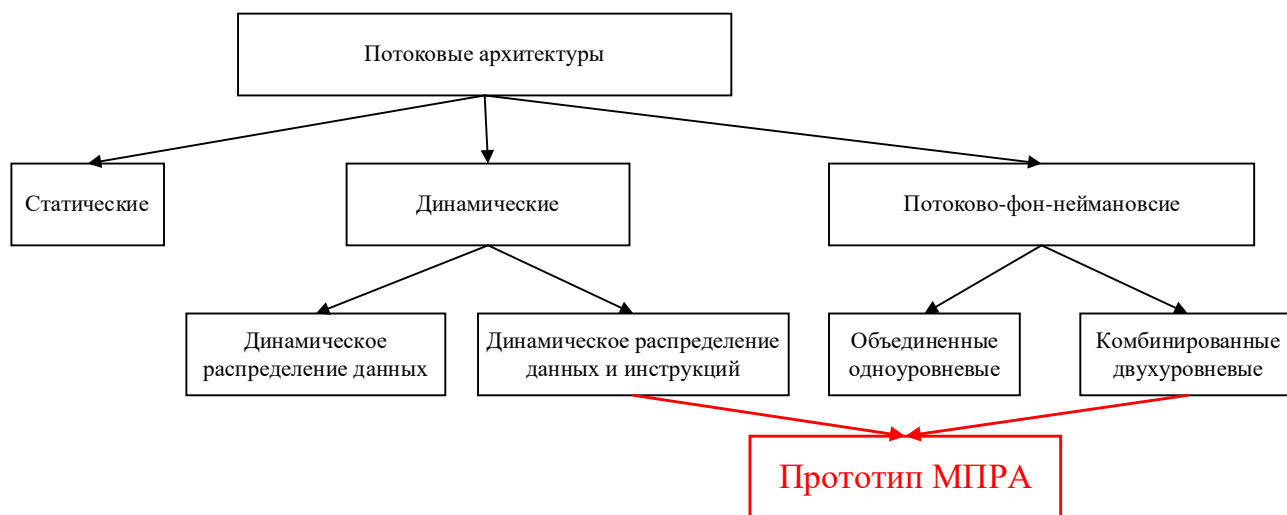 Потоковые архитектуры
Статические
Динамические
Потоково-фон-неймановсие
Динамическое
распределение данных
Динамическое распределение
данных и инструкций
Объединенные
одноуровневые
Комбинированные
двухуровневые
Прототип МПРА